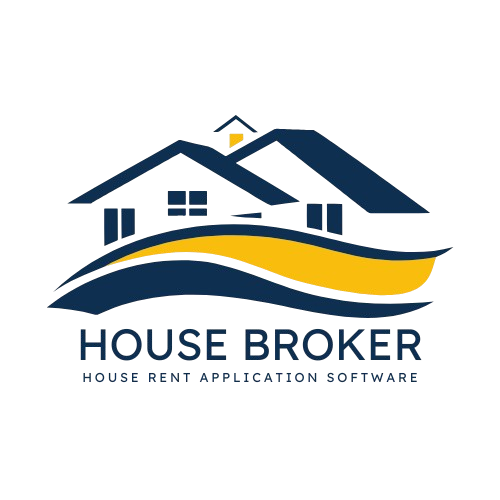 HOUSE BROKER
HOUSE RENT APPLICATION SOFTWARE